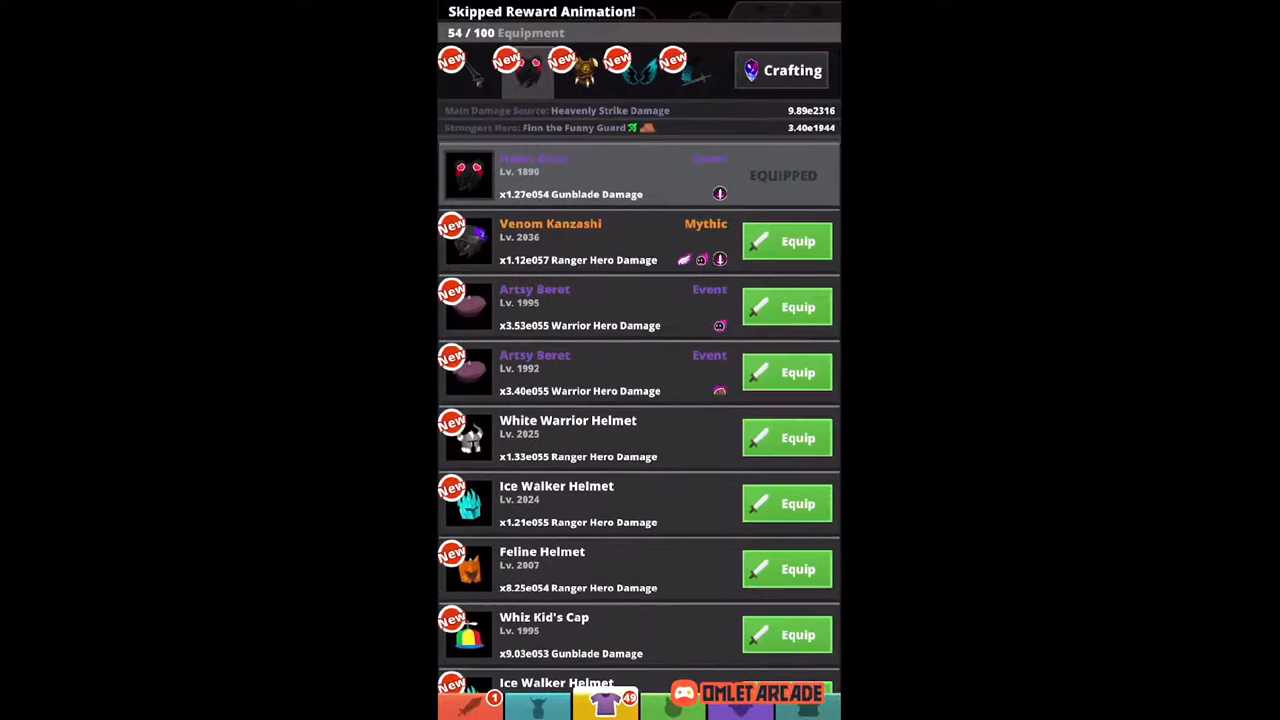 Skipped Reward Animation!
54 / 100 Equipment
New New New New New
Crafting
Main Damage Source: Heavenly Strike Damage 9.89e2316
Strongest Hero: Finn the Funny Guard 3.40e1944
Lv. 1890
EQUIPPED
x1.27e054 Gunblade Damage
New
Venom Kanzashi Mythic
Lv. 2036
Equip
x1.12e057 Ranger Hero Damage
New
Artsy Beret Event
Lv. 1995
Equip
x3.53e055 Warrior Hero Damage
New
Artsy Beret Event
Lv. 1992
Equip
x3.40e055 Warrior Hero Damage
New
White Warrior Helmet
Lv. 2025
Equip
x1.33e055 Ranger Hero Damage
New
Ice Walker Helmet
Lv. 2024
Equip
x1.21e055 Ranger Hero Damage
New
Feline Helmet
Lv. 2007
Equip
x8.25e054 Ranger Hero Damage
New
Whiz Kid's Cap
Lv. 1995
Equip
x9.03e053 Gunblade Damage
New
Ice Walker Helmet
1
49
OMLET ARCADE